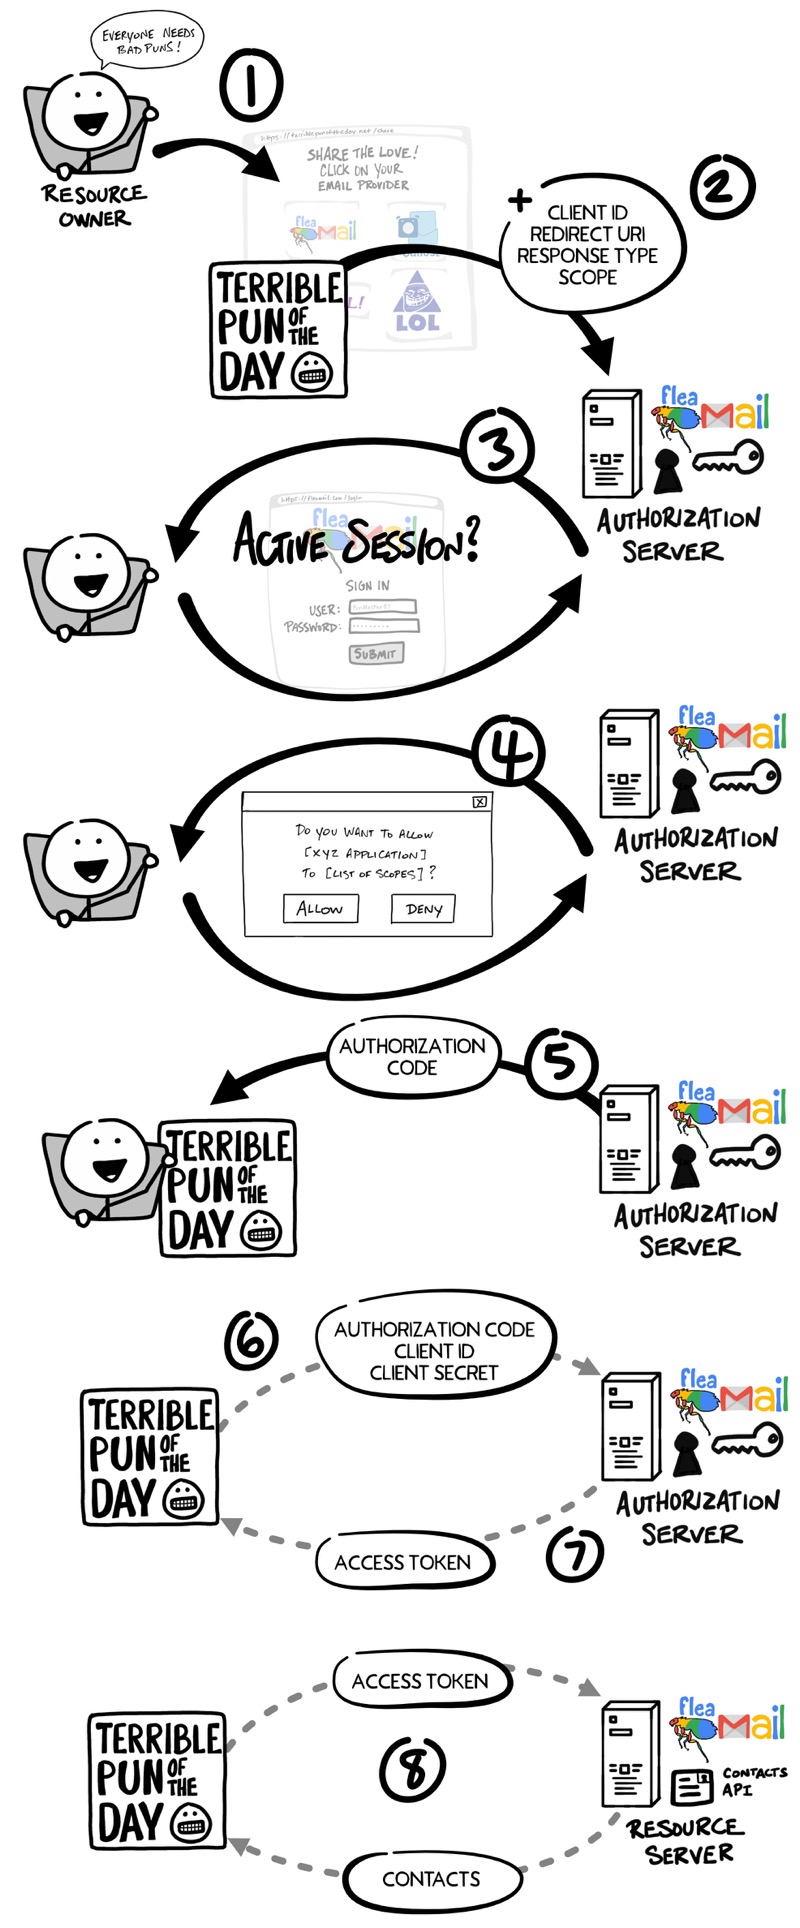 EVERYONE NEEDS
BAD PUNS!
1
RESOURCE
OWNER
https://terriblepunoftheday.net/share
SHARE THE LOVE!
CLICK ON YOUR
EMAIL PROVIDER
flea
Mail
L!
LOL
TERRIBLE
PUN OF THE
DAY
+
CLIENT ID
REDIRECT URI
RESPONSE TYPE
SCOPE
2
flea
Mail
AUTHORIZATION
SERVER
3
https://fleamail.com/login
flea
Mail
ACTIVE SESSION?
SIGN IN
USER:
PASSWORD:
SUBMIT
4
flea
Mail
AUTHORIZATION
SERVER
X
DO YOU WANT TO ALLOW
[XYZ APPLICATION]
TO [LIST OF SCOPES]?
ALLOW
DENY
AUTHORIZATION
CODE
5
flea
Mail
AUTHORIZATION
SERVER
TERRIBLE
PUN OF THE
DAY
6
AUTHORIZATION CODE
CLIENT ID
CLIENT SECRET
TERRIBLE
PUN OF THE
DAY
flea
Mail
AUTHORIZATION
SERVER
ACCESS TOKEN
7
ACCESS TOKEN
TERRIBLE
PUN OF THE
DAY
8
flea
Mail
CONTACTS
API
RESOURCE
SERVER
CONTACTS